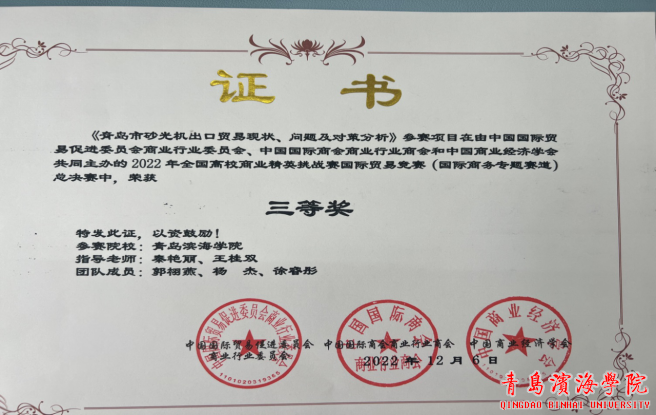 证书
《青岛市砂光机出口贸易现状、问题及对策分析》参赛项目在由中国国际贸
易促进委员会商业行业委员会、中国国际商会商业行业商会和中国商业经济学会
共同主办的2022年全国高校商业精英挑战赛国际贸易竞赛（国际商务专题赛道）
总决赛中，荣获
三等奖
特发此证，以资鼓励！
参赛院校：青岛滨海学院
指导老师：秦艳丽、王桂双
团队成员：郭栩燕、杨 杰、徐睿彤
中国国际贸易促进委员会 中国国际商会商业行业商会 中国商业经济学会
商业行业委员会
2022年12月6日
商业行业商会
1101020519365
青岛滨海学院
QINGDAO BINHAI UNIVERSITY